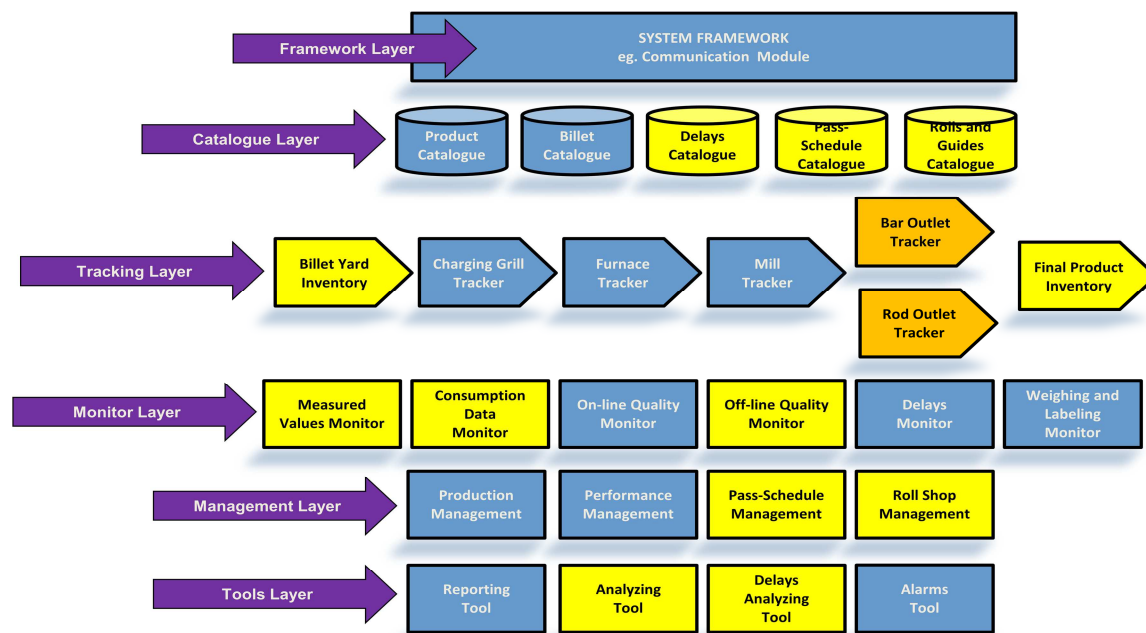 Framework Layer
SYSTEM FRAMEWORK
eg. Communication Module
Catalogue Layer
Product
Catalogue
Billet
Catalogue
Delays
Catalogue
Pass-
Schedule
Catalogue
Rolls and
Guides
Catalogue
Tracking Layer
Billet Yard
Inventory
Charging Grill
Tracker
Furnace
Tracker
Mill
Tracker
Bar Outlet
Tracker
Rod Outlet
Tracker
Final Product
Inventory
Monitor Layer
Measured
Values Monitor
Consumption
Data
Monitor
On-line Quality
Monitor
Off-line Quality
Monitor
Delays
Monitor
Weighing and
Labeling
Monitor
Management Layer
Production
Management
Performance
Management
Pass-Schedule
Management
Roll Shop
Management
Tools Layer
Reporting
Tool
Analyzing
Tool
Delays
Analyzing
Tool
Alarms
Tool